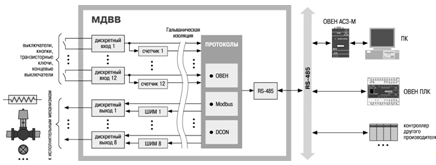 МДВВ
Гальваническая изоляция
выключатели,
кнопки,
транзисторные
ключи,
концевые
выключатели
дискретный вход 1
счетчик 1
дискретный вход 12
счетчик 12
дискретный выход 1
ШИМ 1
дискретный выход 8
ШИМ 8
к исполнительным механизмам
ПРОТОКОЛЫ
ОВЕН
Modbus
DCON
RS-485
RS-485
ОВЕН АС3-М
ПК
ОВЕН ПЛК
контроллер
другого
производителя